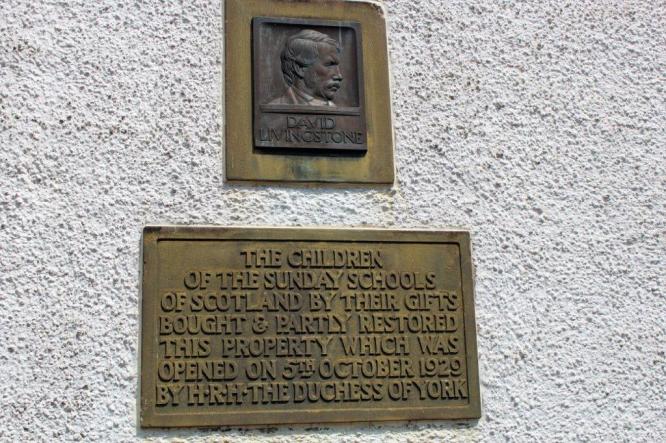 DAVID
LIVINGSTONE
THE CHILDREN
OF THE SUNDAY SCHOOLS
OF SCOTLAND BY THEIR GIFTS
BOUGHT & PARTLY RESTORED
THIS PROPERTY WHICH WAS
OPENED ON 5TH OCTOBER 1929
BY H·R·H·THE DUCHESS OF YORK